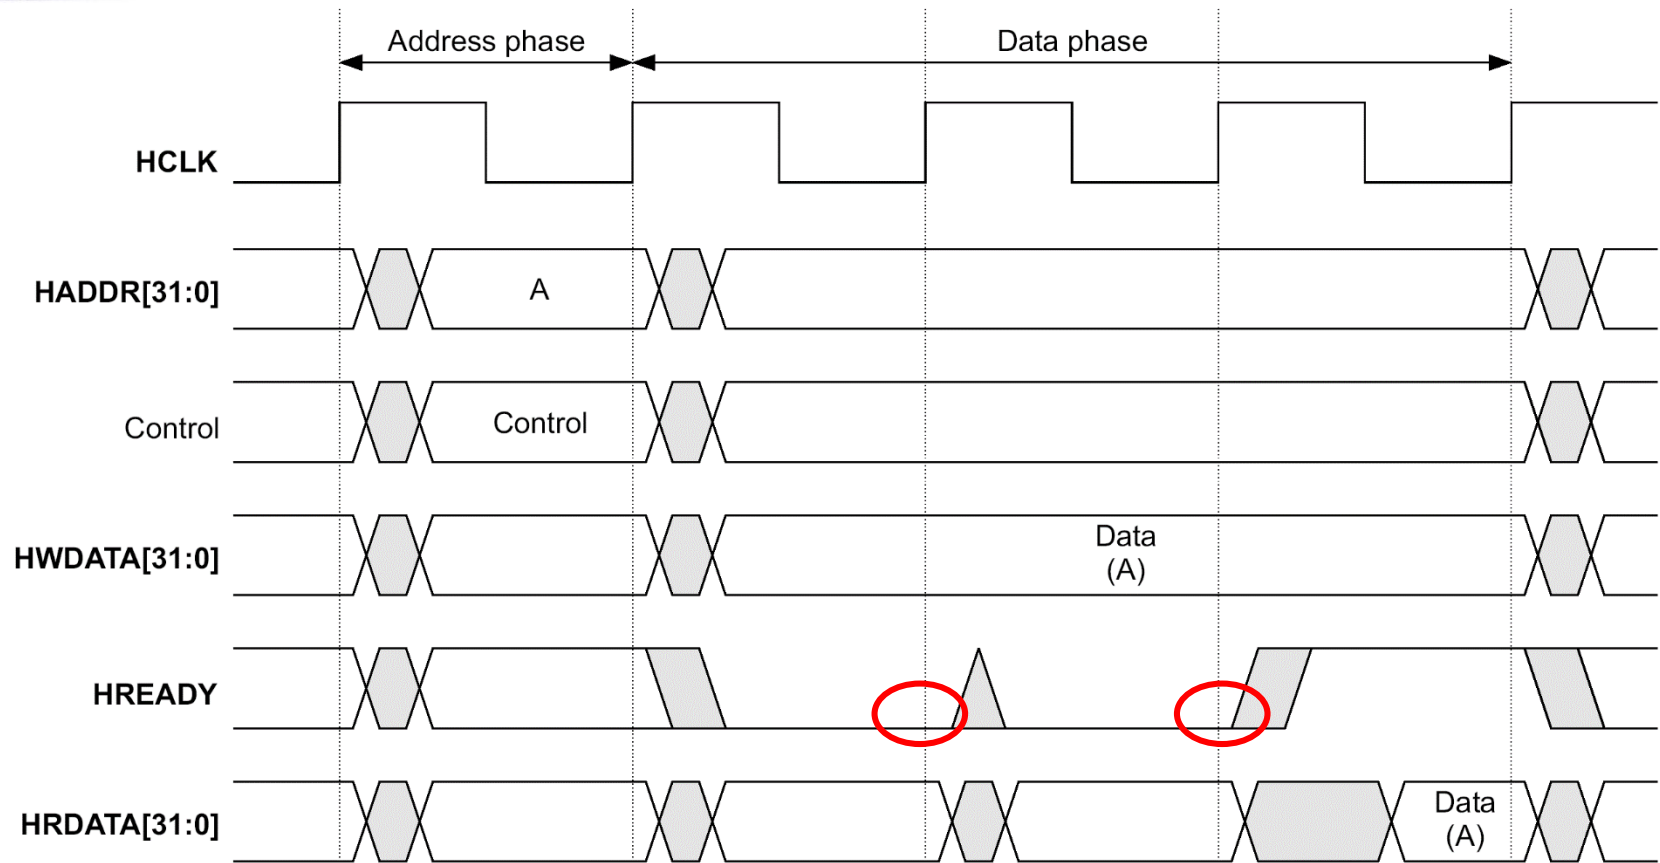 Address phase
Data phase
HCLK
HADDR[31:0]
A
Control
Control
HWDATA[31:0]
Data
(A)
HREADY
HRDATA[31:0]
Data
(A)